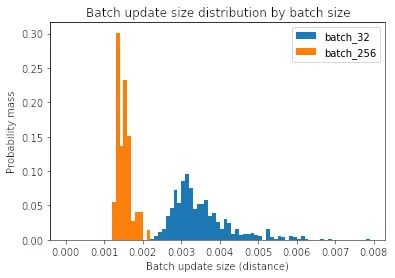 Batch update size distribution by batch size
batch_32
batch_256
Probability mass
0.30
0.25
0.20
0.15
0.10
0.05
0.00
0.000 0.001 0.002 0.003 0.004 0.005 0.006 0.007 0.008
Batch update size (distance)